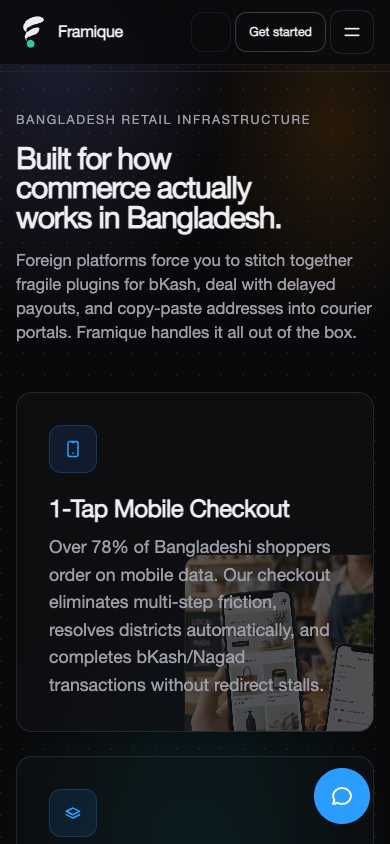 Framique
Get started
BANGLADESH RETAIL INFRASTRUCTURE
Built for how
commerce actually
works in Bangladesh.
Foreign platforms force you to stitch together
fragile plugins for bKash, deal with delayed
payouts, and copy-paste addresses into courier
portals. Framique handles it all out of the box.
1-Tap Mobile Checkout
Over 78% of Bangladeshi shoppers
order on mobile data. Our checkout
eliminates multi-step friction,
resolves districts automatically, and
completes bKash/Nagad
transactions without redirect stalls.